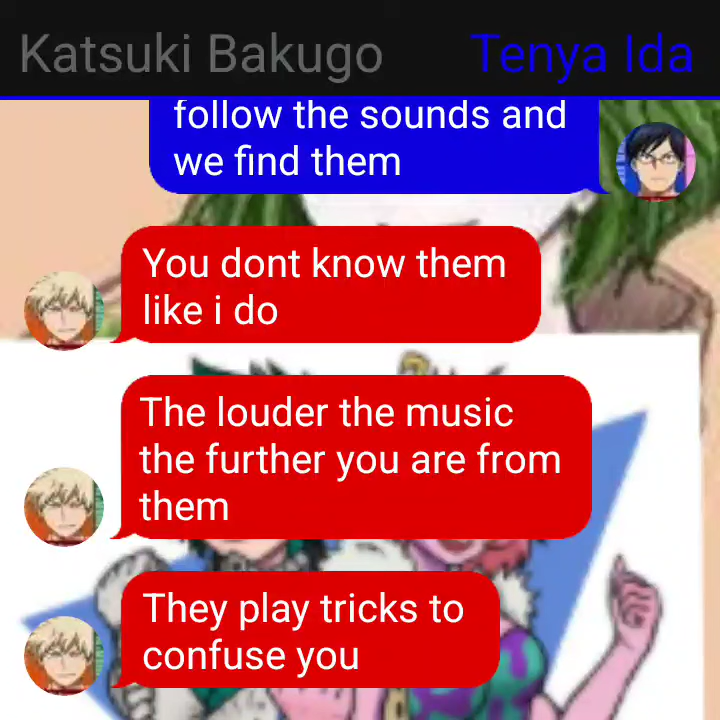 Katsuki Bakugo Tenya Ida
follow the sounds and
we find them
You dont know them
like i do
The louder the music
the further you are from
them
They play tricks to
confuse you